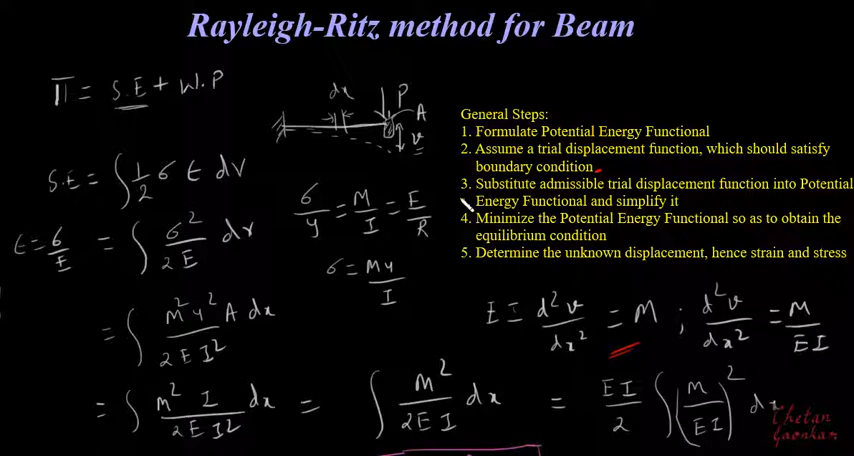 Rayleigh-Ritz method for Beam
Π = S.E + W.P
dx
P
A
v
General Steps:
1. Formulate Potential Energy Functional
2. Assume a trial displacement function, which should satisfy
boundary condition
3. Substitute admissible trial displacement function into Potential
Energy Functional and simplify it
4. Minimize the Potential Energy Functional so as to obtain the
equilibrium condition
5. Determine the unknown displacement, hence strain and stress
S.E = ∫ 1/2 σ ϵ dv
σ/y = M/I = E/R
ϵ = σ/E = ∫ σ²/2E dv
σ = My/I
= ∫ M²y² A dx / 2EI²
EI d²v/dx² = M ; d²v/dx² = M/EI
= ∫ M² I / 2EI² dx = ∫ M²/2EI dx = EI/2 ∫ (M/EI)² dx
Chetan
Gaonkar